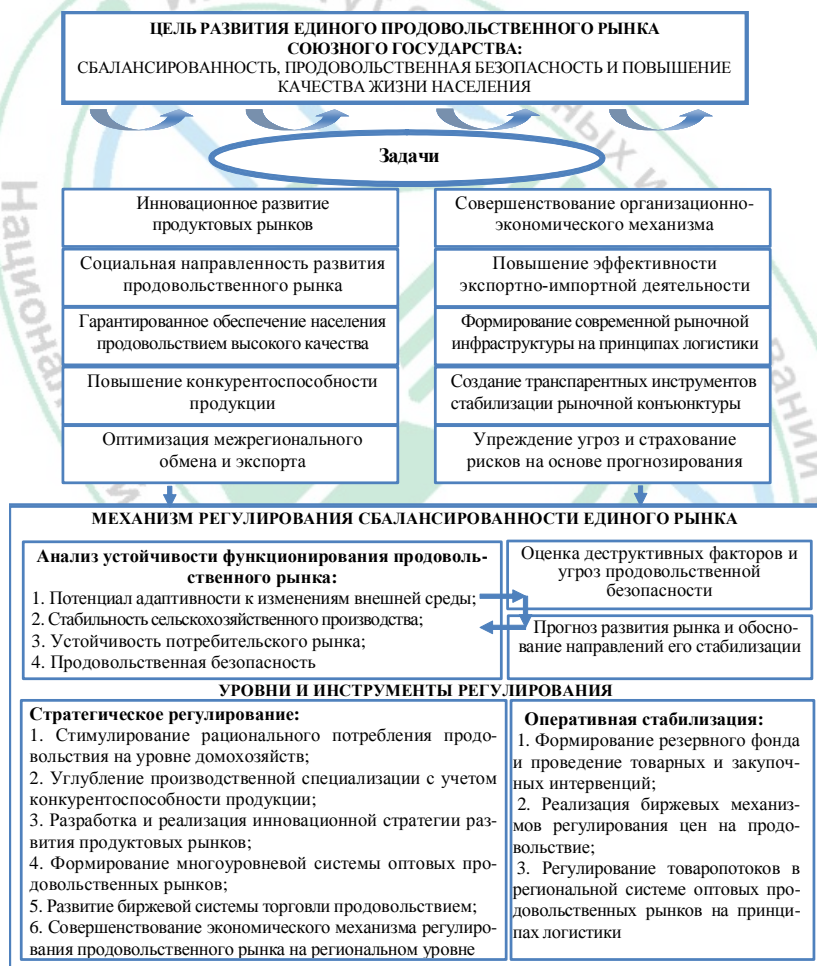 ЦЕЛЬ РАЗВИТИЯ ЕДИНОГО ПРОДОВОЛЬСТВЕННОГО РЫНКА
СОЮЗНОГО ГОСУДАРСТВА:
СБАЛАНСИРОВАННОСТЬ, ПРОДОВОЛЬСТВЕННАЯ БЕЗОПАСНОСТЬ И ПОВЫШЕНИЕ
КАЧЕСТВА ЖИЗНИ НАСЕЛЕНИЯ
Задачи
Инновационное развитие
продуктовых рынков
Социальная направленность развития
продовольственного рынка
Гарантированное обеспечение населения
продовольствием высокого качества
Повышение конкурентоспособности
продукции
Оптимизация межрегионального
обмена и экспорта
Совершенствование организационно-
экономического механизма
Повышение эффективности
экспортно-импортной деятельности
Формирование современной рыночной
инфраструктуры на принципах логистики
Создание транспарентных инструментов
стабилизации рыночной конъюнктуры
Упреждение угроз и страхование
рисков на основе прогнозирования
МЕХАНИЗМ РЕГУЛИРОВАНИЯ СБАЛАНСИРОВАННОСТИ ЕДИНОГО РЫНКА
Анализ устойчивости функционирования продоволь-
ственного рынка:
1. Потенциал адаптивности к изменениям внешней среды;
2. Стабильность сельскохозяйственного производства;
3. Устойчивость потребительского рынка;
4. Продовольственная безопасность
Оценка деструктивных факторов и
угроз продовольственной
безопасности
Прогноз развития рынка и обосно-
вание направлений его стабилизации
УРОВНИ И ИНСТРУМЕНТЫ РЕГУЛИРОВАНИЯ
Стратегическое регулирование:
1. Стимулирование рационального потребления продо-
вольствия на уровне домохозяйств;
2. Углубление производственной специализации с учетом
конкурентоспособности продукции;
3. Разработка и реализация инновационной стратегии раз-
вития продуктовых рынков;
4. Формирование многоуровневой системы оптовых про-
довольственных рынков;
5. Развитие биржевой системы торговли продовольствием;
6. Совершенствование экономического механизма регулиро-
вания продовольственного рынка на региональном уровне
Оперативная стабилизация:
1. Формирование резервного фонда
и проведение товарных и закупоч-
ных интервенций;
2. Реализация биржевых механиз-
мов регулирования цен на продо-
вольствие;
3. Регулирование товаропотоков в
региональной системе оптовых про-
довольственных рынков на принци-
пах логистики